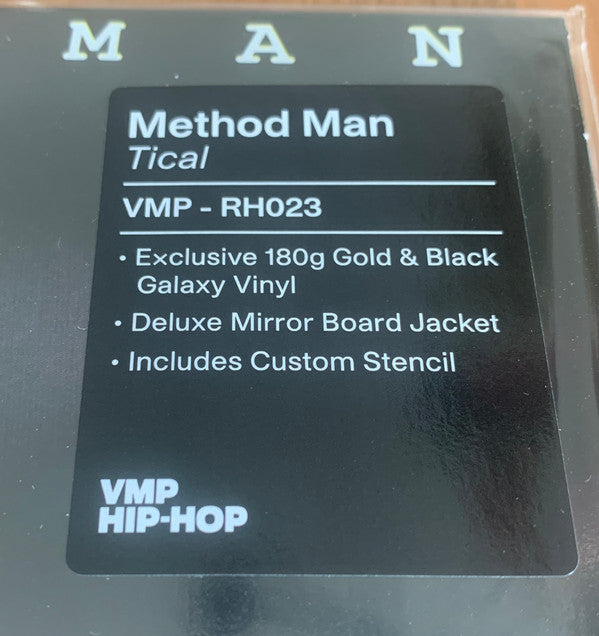 M A N
Method Man
Tical
VMP - RH023
• Exclusive 180g Gold & Black
Galaxy Vinyl
• Deluxe Mirror Board Jacket
• Includes Custom Stencil
VMP
HIP-HOP